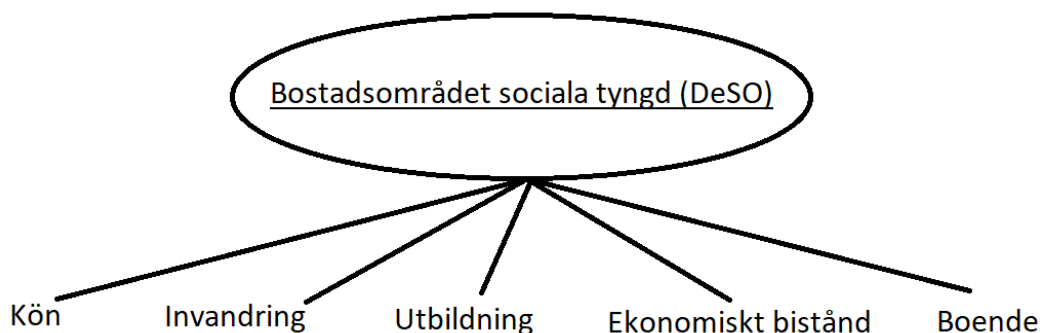 Bostadsområdet sociala tyngd (DeSO)
Kön Invandring Utbildning Ekonomiskt bistånd Boende